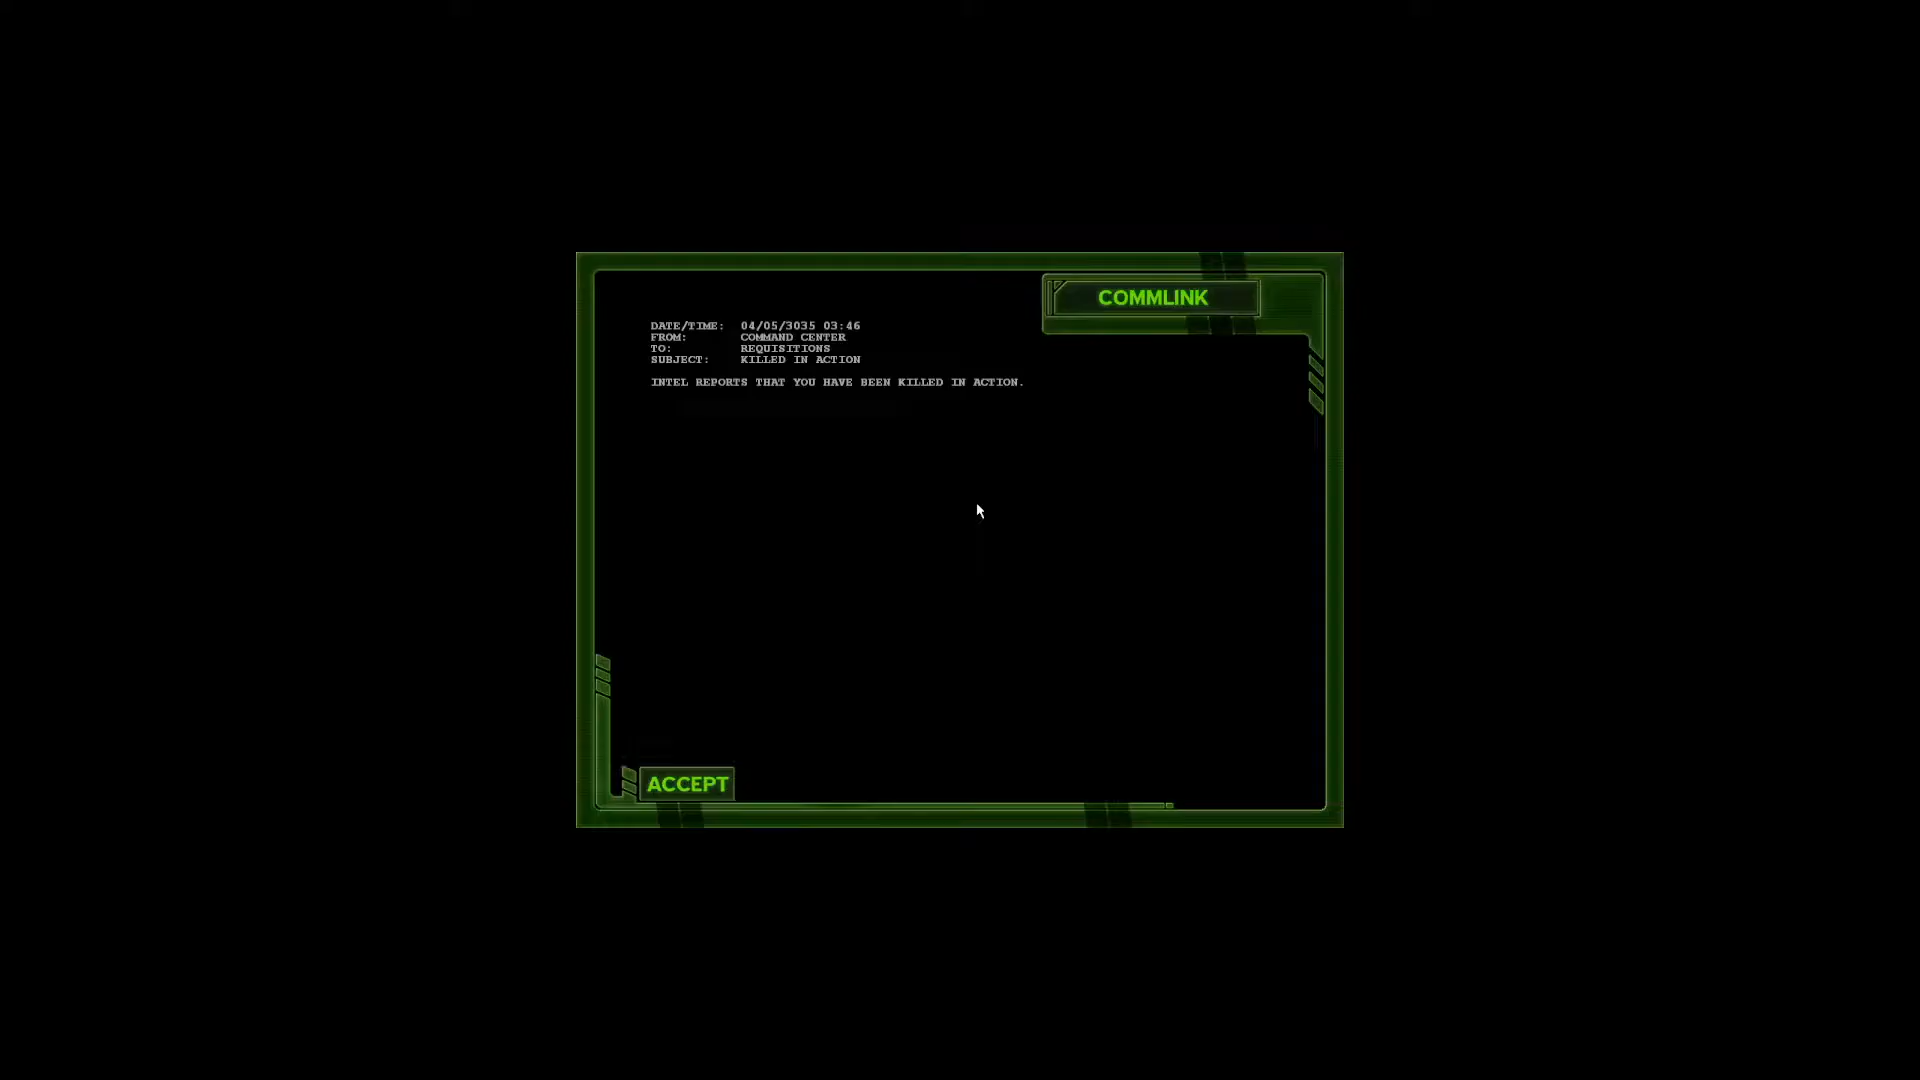 COMMLINK
DATE/TIME: 04/05/3035 03:46
FROM: COMMAND CENTER
TO: REQUISITIONS
SUBJECT: KILLED IN ACTION
INTEL REPORTS THAT YOU HAVE BEEN KILLED IN ACTION.
ACCEPT